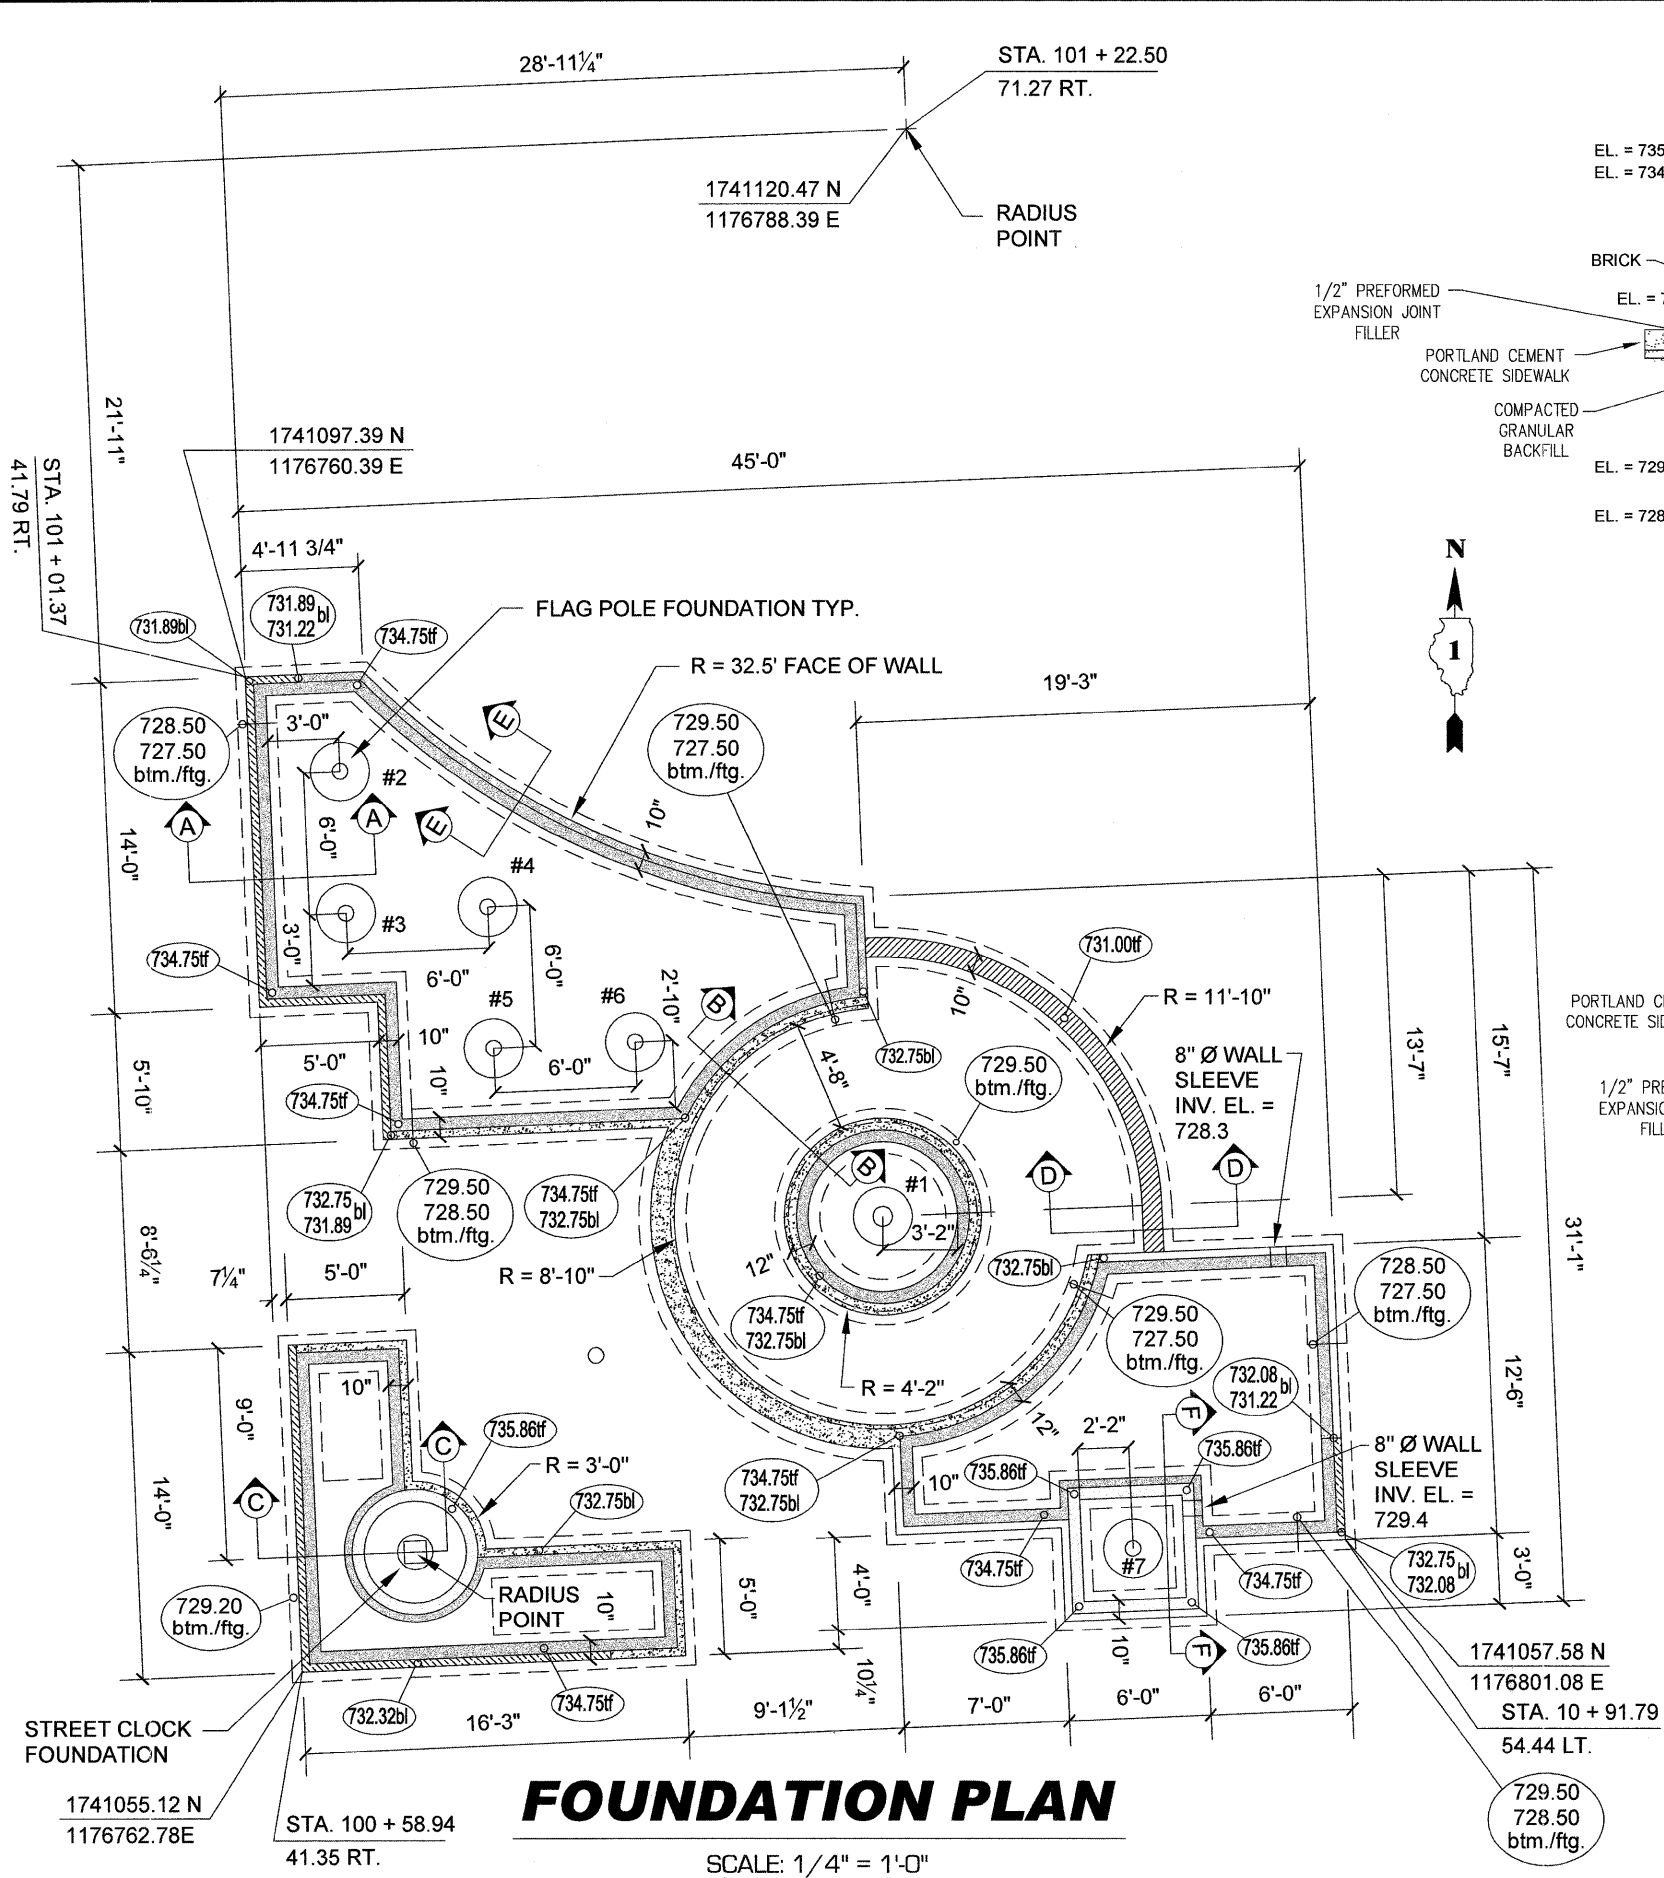 28'-11¼"
STA. 101 + 22.50
71.27 RT.
1741120.47 N
1176788.39 E
RADIUS
POINT
EL. = 735
EL. = 734
BRICK
EL. = 7
1/2" PREFORMED
EXPANSION JOINT
FILLER
PORTLAND CEMENT
CONCRETE SIDEWALK
COMPACTED
GRANULAR
BACKFILL
EL. = 729
EL. = 728
21'-11"
STA. 101 + 01.37
41.79 RT.
1741097.39 N
1176760.39 E
45'-0"
4'-11 3/4"
731.89bl
731.89
731.22
bl
734.75tf
FLAG POLE FOUNDATION TYP.
R = 32.5' FACE OF WALL
19'-3"
N
1
728.50
727.50
btm./ftg.
3'-0"
#2
E
E
729.50
727.50
btm./ftg.
A
A
6'-0"
10"
14'-0"
#4
#3
3'-0"
734.75tf
6'-0"
6'-0"
731.00tf
10"
R = 11'-10"
2'-10"
#5
#6
B
10"
5'-0"
6'-0"
10"
4'-8"
732.75bl
729.50
btm./ftg.
8" Ø WALL
SLEEVE
INV. EL. =
728.3
13'-7"
15'-7"
PORTLAND C
CONCRETE SID
1/2" PRE
EXPANSIO
FILL
5'-10"
734.75tf
732.75
731.89
bl
729.50
728.50
btm./ftg.
734.75tf
732.75bl
B
#1
3'-2"
D
D
31'-1"
8'-6¼"
7¼"
5'-0"
R = 8'-10"
12"
734.75tf
732.75bl
732.75bl
729.50
727.50
btm./ftg.
728.50
727.50
btm./ftg.
R = 4'-2"
12"
732.08
731.22
bl
12'-6"
9'-0"
10"
C
C
735.86tf
R = 3'-0"
732.75bl
734.75tf
732.75bl
10"
2'-2"
F
735.86tf
735.86tf
8" Ø WALL
SLEEVE
INV. EL. =
729.4
14'-0"
729.20
btm./ftg.
RADIUS
POINT
10"
5'-0"
4'-0"
734.75tf
#7
734.75tf
732.75
732.08
bl
3'-0"
10¼"
735.86tf
10"
F
735.86tf
1741057.58 N
1176801.08 E
STA. 10 + 91.79
54.44 LT.
STREET CLOCK
FOUNDATION
732.32bl
734.75tf
16'-3"
9'-1½"
7'-0"
6'-0"
6'-0"
1741055.12 N
1176762.78E
STA. 100 + 58.94
41.35 RT.
729.50
728.50
btm./ftg.
FOUNDATION PLAN
SCALE: 1/4" = 1'-0"